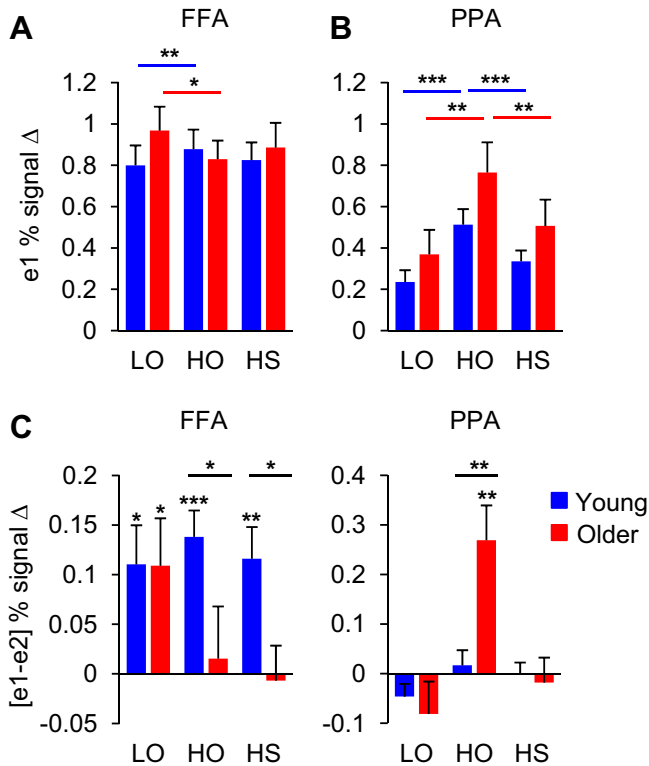 A
FFA
**
*
e1 % signal Δ
1.2
1
0.8
0.6
0.4
0.2
0
LO HO HS
B
PPA
*** ***
** **
1.2
1
0.8
0.6
0.4
0.2
0
LO HO HS
C
FFA
* *
* * *** **
[e1-e2] % signal Δ
0.2
0.15
0.1
0.05
0
-0.05
LO HO HS
PPA
**
**
0.4
0.3
0.2
0.1
0
-0.1
LO HO HS
Young
Older